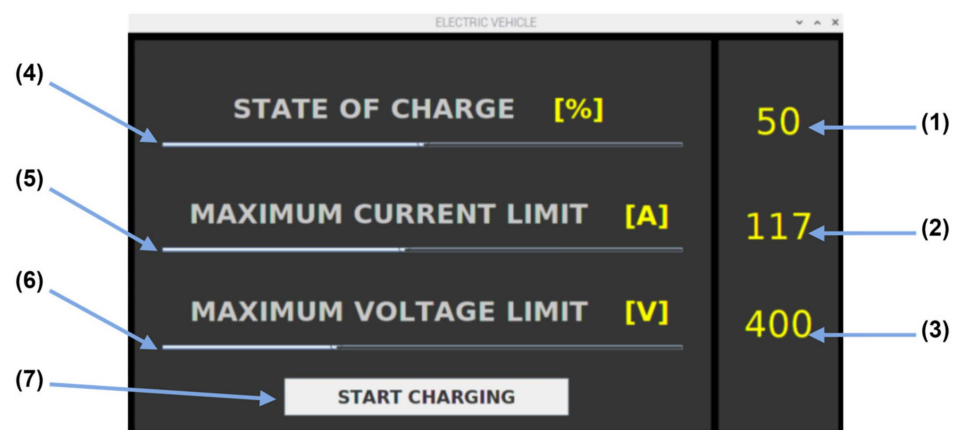 ELECTRIC VEHICLE
(4)
STATE OF CHARGE [%]
50
(1)
(5)
MAXIMUM CURRENT LIMIT [A]
117
(2)
(6)
MAXIMUM VOLTAGE LIMIT [V]
400
(3)
(7)
START CHARGING